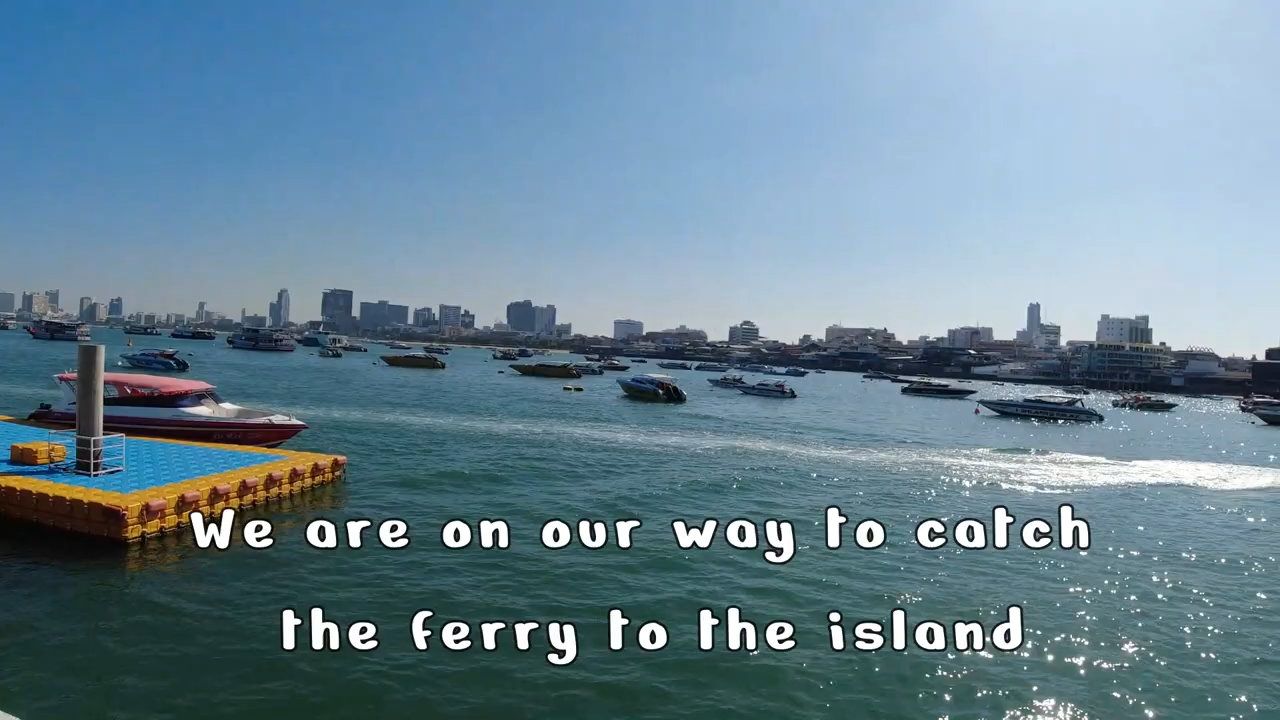 We are on our way to catch
the ferry to the island